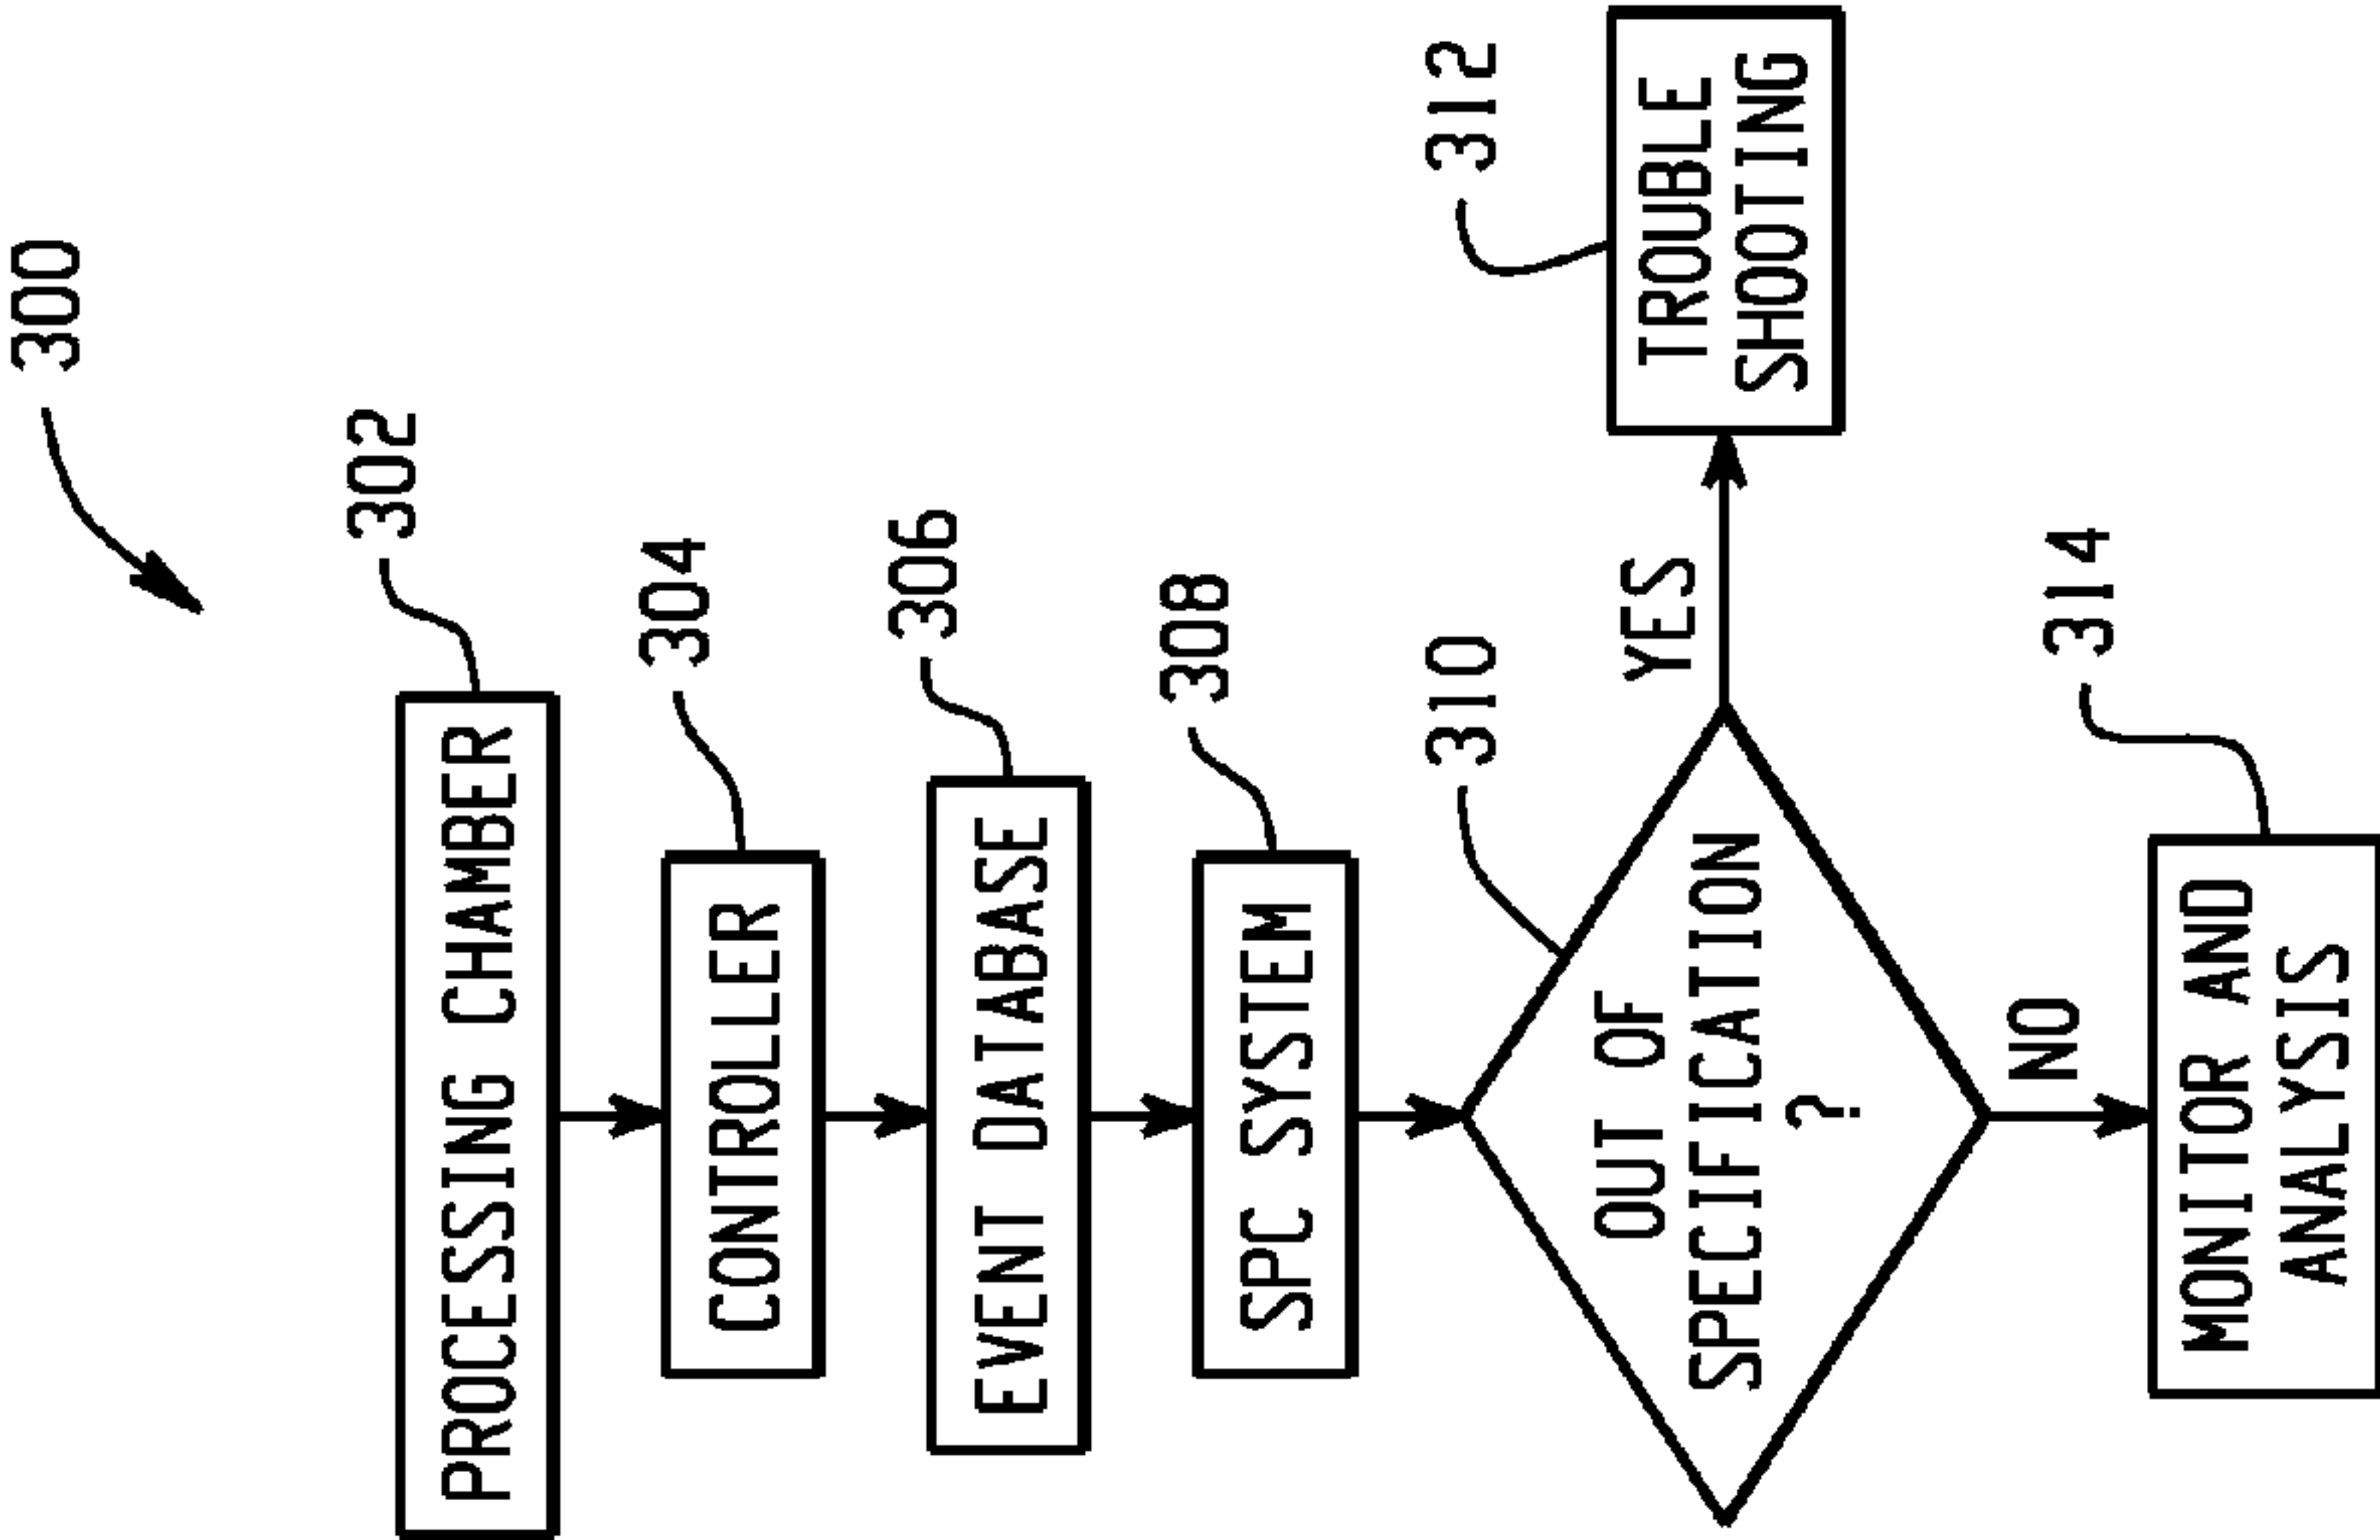 300
302
PROCESSING CHAMBER
304
CONTROLLER
306
EVENT DATABASE
308
SPC SYSTEM
310
OUT OF
SPECIFICATION
?
YES
312
TROUBLE
SHOOTING
NO
314
MONITOR AND
ANALYSIS